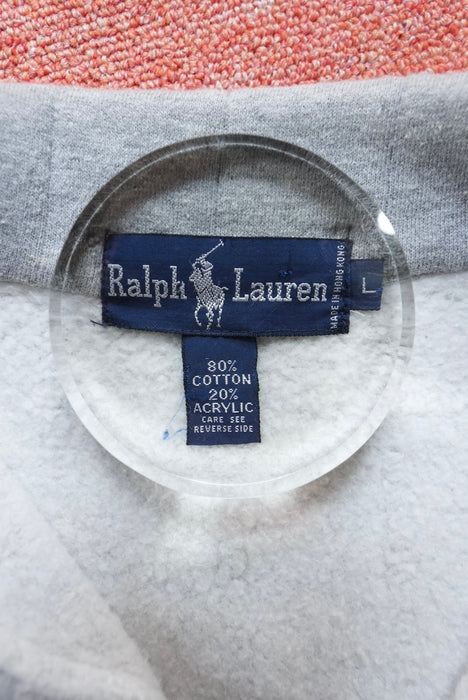 Ralph Lauren
MADE IN HONG KONG
L
80%
COTTON
20%
ACRYLIC
CARE SEE
REVERSE SIDE